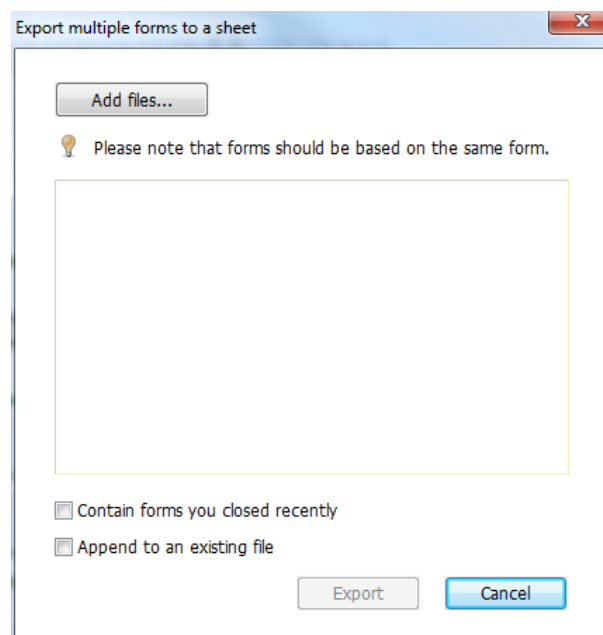 Export multiple forms to a sheet
Add files...
Please note that forms should be based on the same form.
Contain forms you closed recently
Append to an existing file
Export Cancel